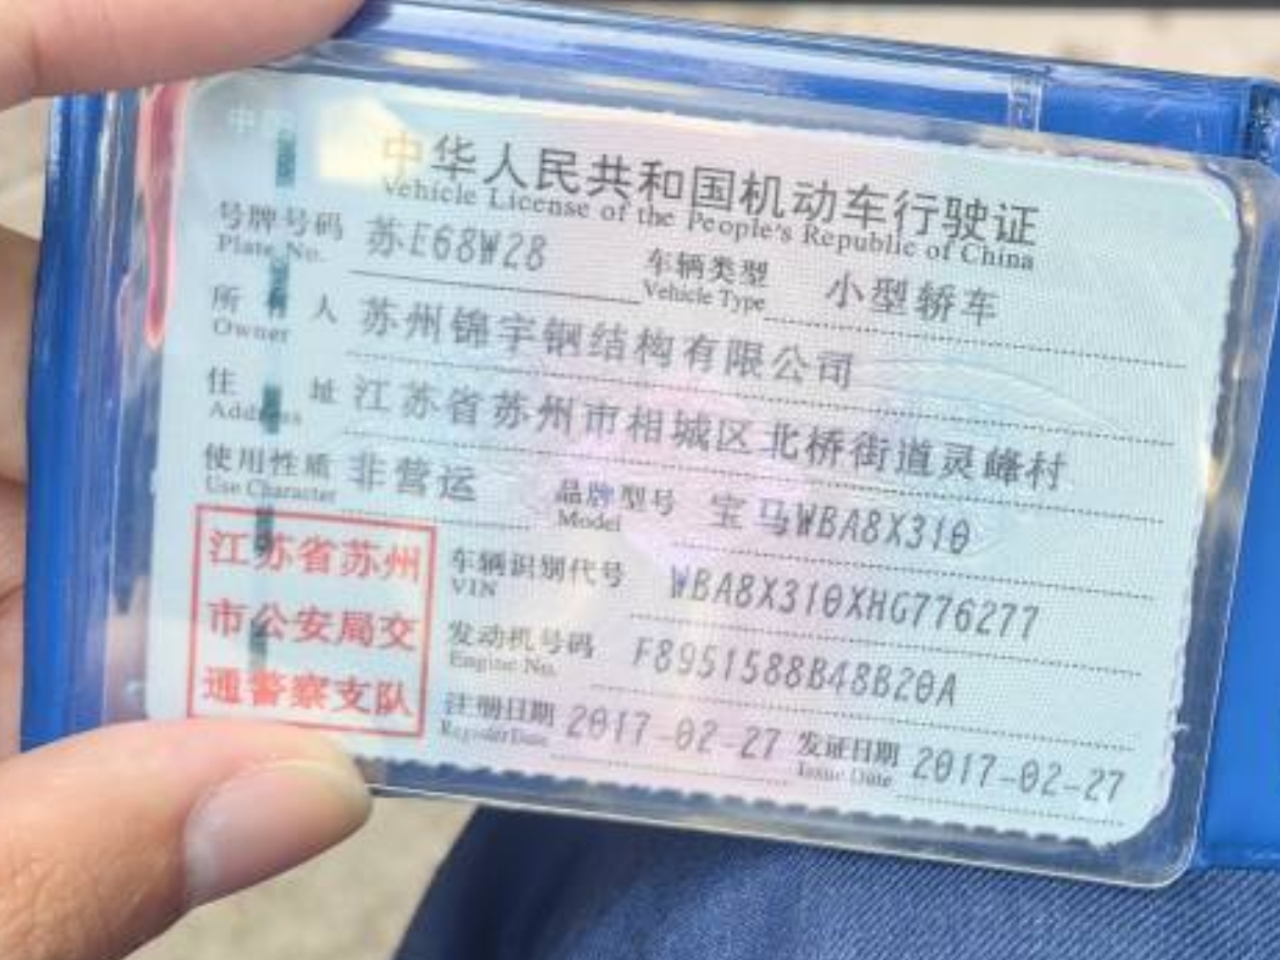 中华人民共和国机动车行驶证
Vehicle License of the People's Republic of China
号牌号码 苏E68W28 车辆类型 小型轿车
Plate No. Vehicle Type
所有人 苏州锦宇钢结构有限公司
Owner
住址 江苏省苏州市相城区北桥街道灵峰村
Address
使用性质 非营运 品牌型号 宝马WBA8X310
Use Character Model
江苏省苏州
市公安局交
通警察支队
车辆识别代号 WBA8X310XHG776277
VIN
发动机号码 F8951588B48B20A
Engine No.
注册日期 2017-02-27 发证日期 2017-02-27
Register Date Issue Date